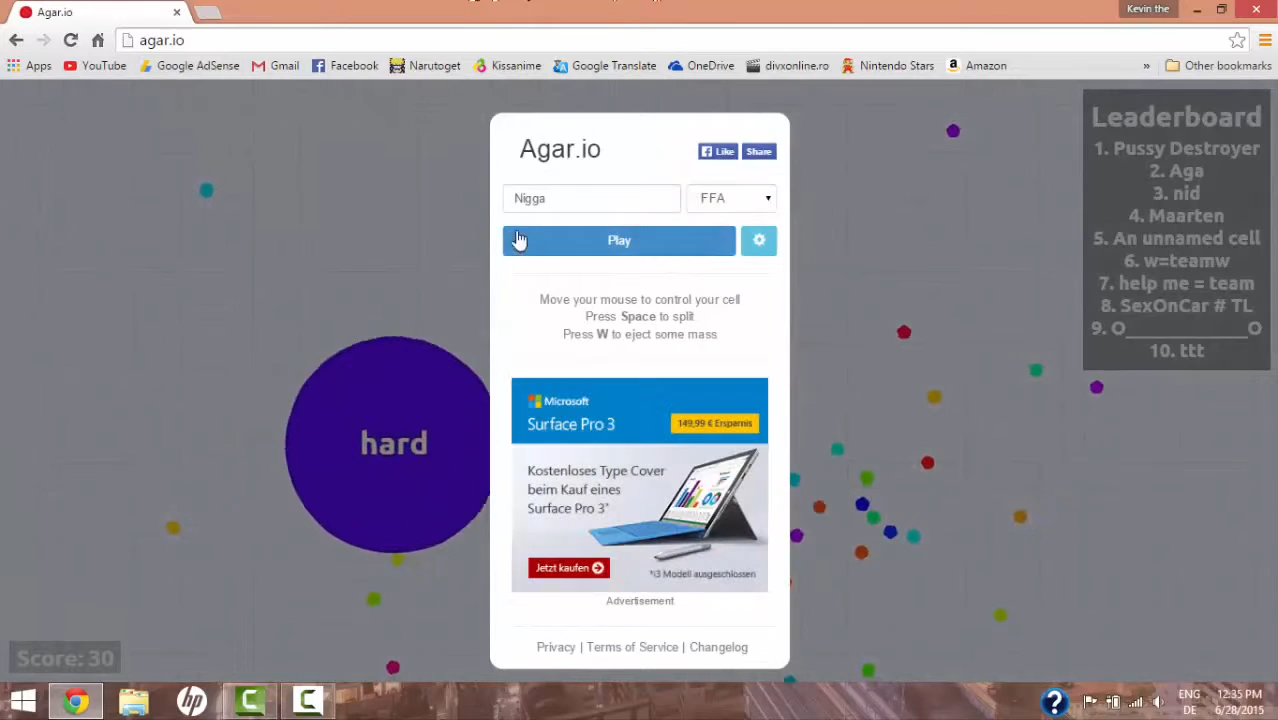 Agar.io
Kevin the
agar.io
Apps YouTube Google AdSense Gmail Facebook Narutoget Kissanime Google Translate OneDrive divxonline.ro Nintendo Stars Amazon » Other bookmarks
Agar.io
Like Share
Nigga FFA
Play
Move your mouse to control your cell
Press Space to split
Press W to eject some mass
Microsoft
Surface Pro 3
149,99 € Ersparnis
Kostenloses Type Cover
beim Kauf eines
Surface Pro 3*
Jetzt kaufen
*i3 Modell ausgeschlossen
Advertisement
Privacy | Terms of Service | Changelog
hard
Leaderboard
1. Pussy Destroyer
2. Aga
3. nid
4. Maarten
5. An unnamed cell
6. w=teamw
7. help me = team
8. SexOnCar # TL
9. O____________O
10. ttt
Score: 30
hp
ENG
DE
12:35 PM
6/28/2015